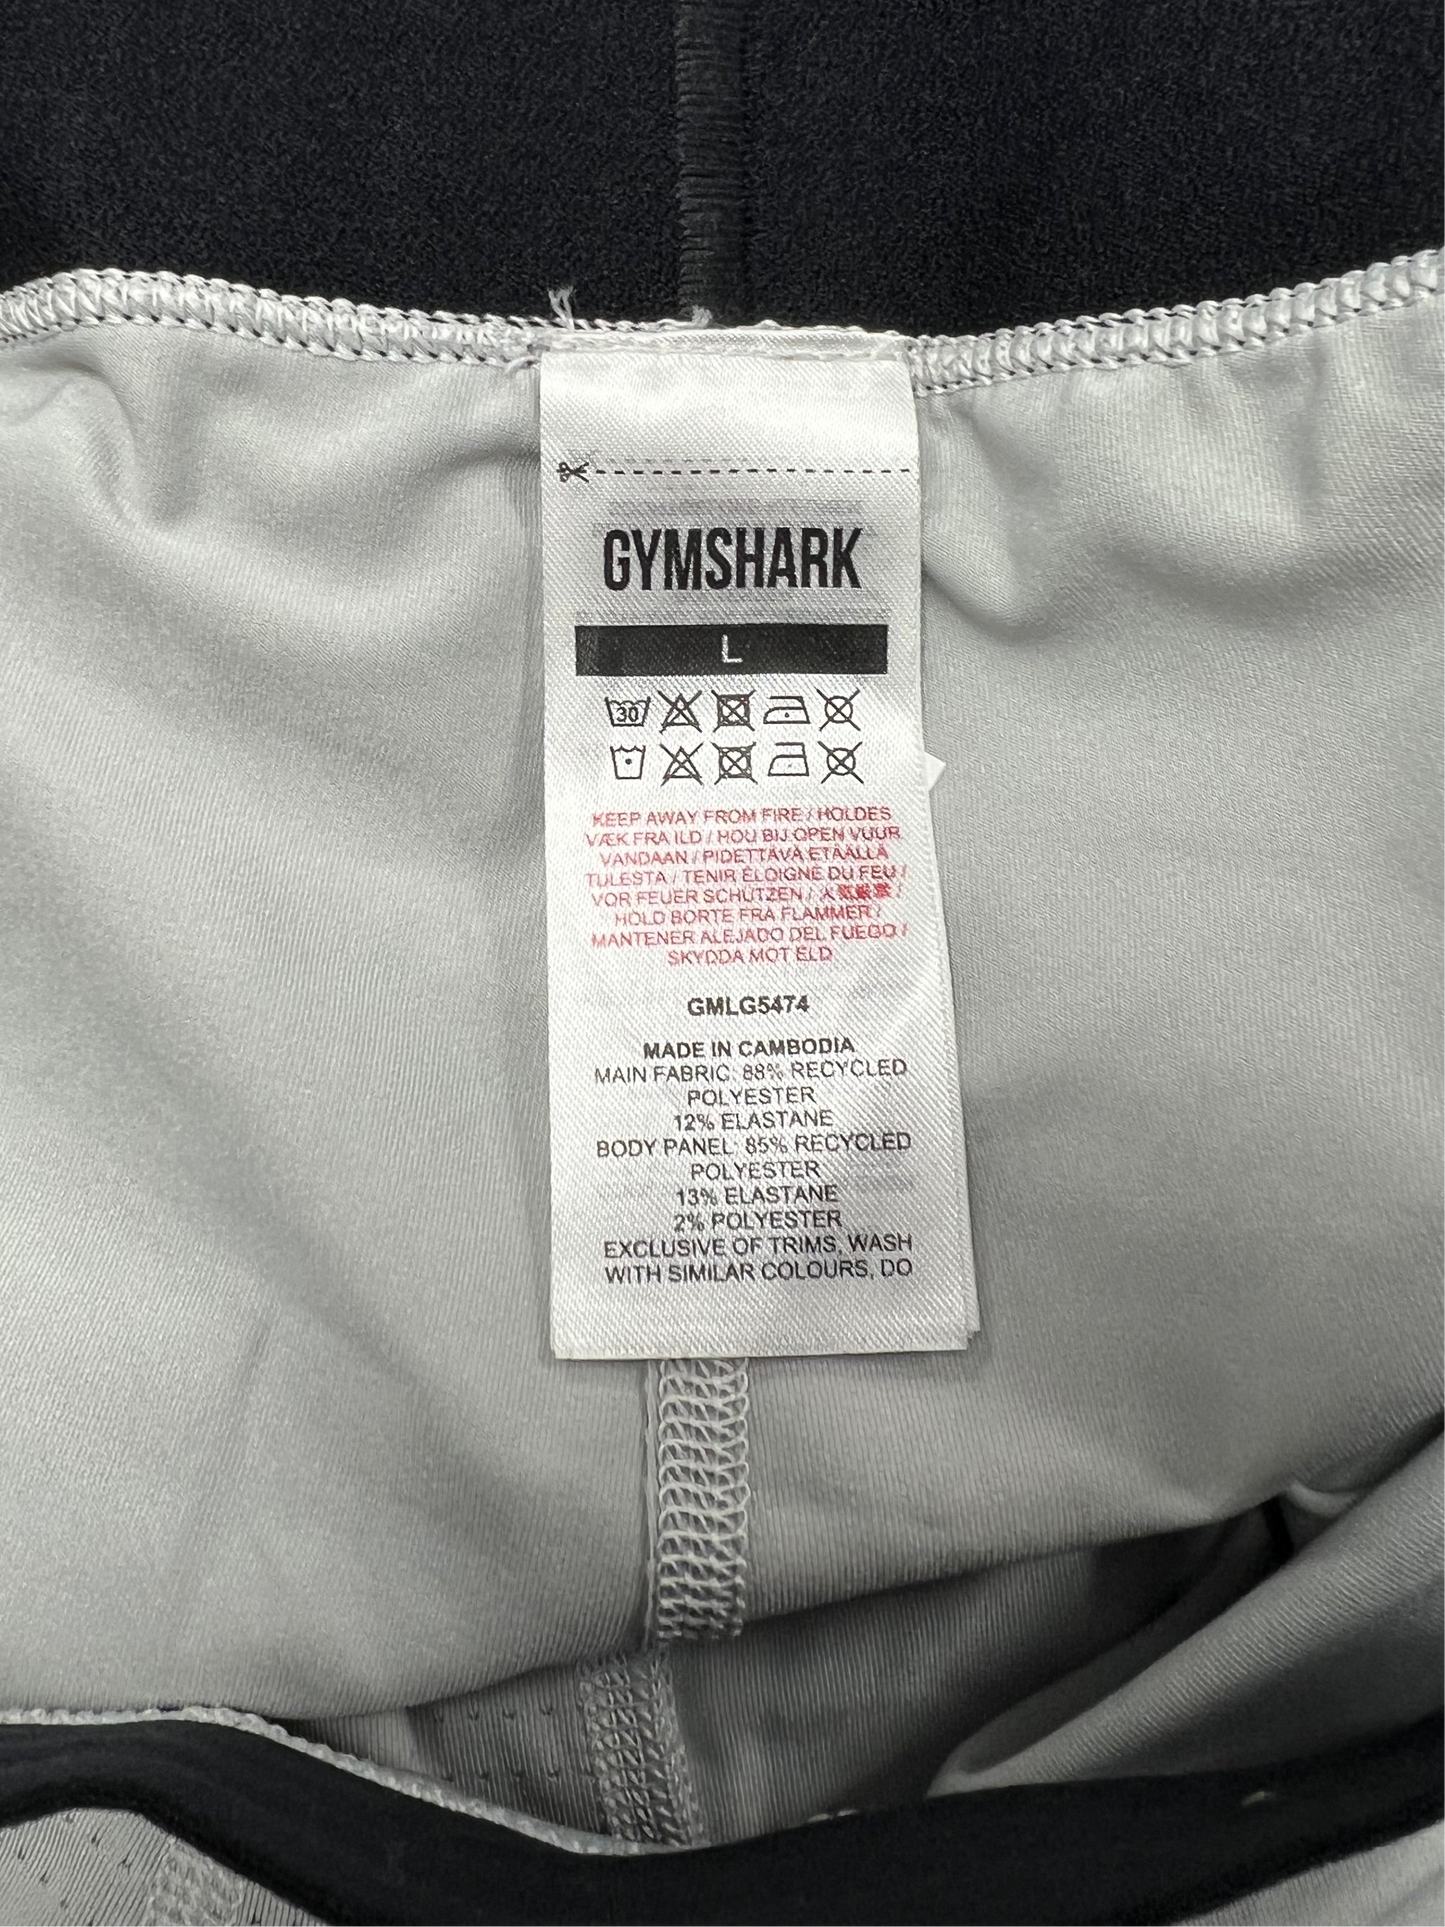 GYMSHARK
L
30
KEEP AWAY FROM FIRE / HOLDES
VÆK FRA ILD / HOU BIJ OPEN VUUR
VANDAAN / PIDETTÄVÄ ETÄÄLLÄ
TULESTA / TENIR ÉLOIGNÉ DU FEU /
VOR FEUER SCHÜTZEN /
HOLD BORTE FRA FLAMMER /
MANTENER ALEJADO DEL FUEGO /
SKYDDA MOT ELD
GMLG5474
MADE IN CAMBODIA
MAIN FABRIC: 88% RECYCLED
POLYESTER
12% ELASTANE
BODY PANEL: 85% RECYCLED
POLYESTER
13% ELASTANE
2% POLYESTER
EXCLUSIVE OF TRIMS, WASH
WITH SIMILAR COLOURS, DO